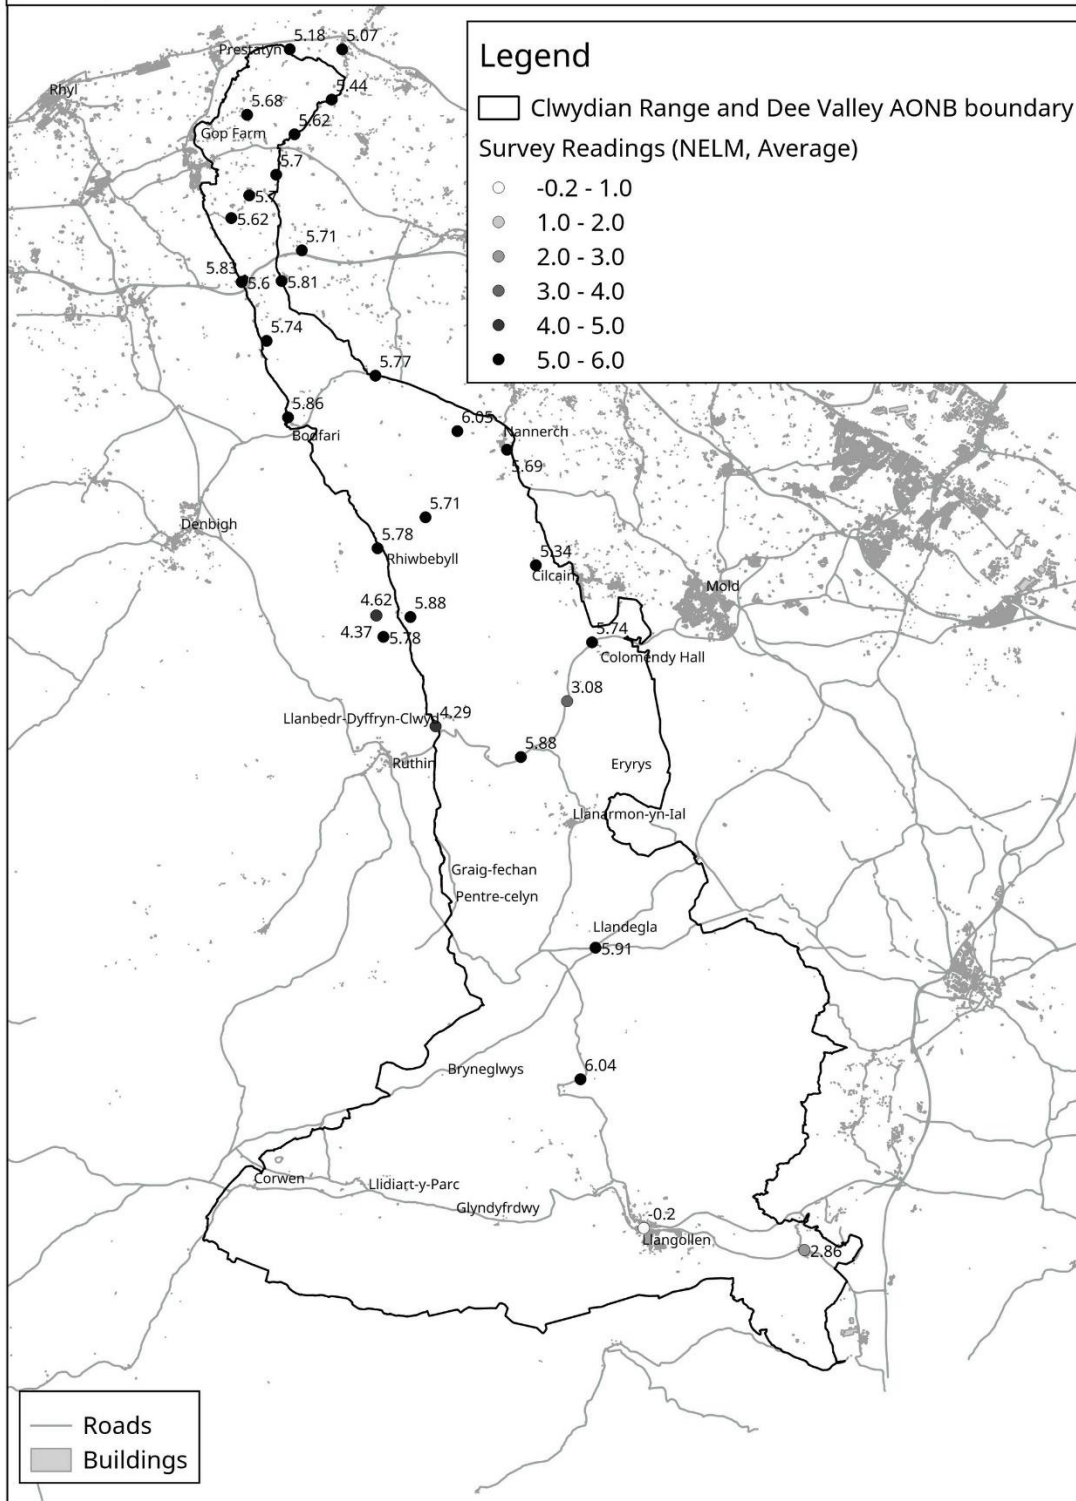 5.18
5.07
Prestatyn
Rhyl
5.44
5.68
5.62
Gop Farm
5.7
5.7
5.62
5.71
5.83
5.6
5.81
5.74
5.77
5.86
6.05
Bodfari
Nannerch
5.69
5.71
Denbigh
5.78
Rhiwbebyll
5.34
Cilcain
Mold
4.62
5.88
4.37
5.78
5.74
Colomendy Hall
3.08
4.29
Llanbedr-Dyffryn-Clwyd
5.88
Ruthin
Eryrys
Llanarmon-yn-Ial
Graig-fechan
Pentre-celyn
Llandegla
5.91
6.04
Bryneglwys
Corwen
Llidiart-y-Parc
Glyndyfrdwy
-0.2
Llangollen
2.86
Legend
Clwydian Range and Dee Valley AONB boundary
Survey Readings (NELM, Average)
-0.2 - 1.0
1.0 - 2.0
2.0 - 3.0
3.0 - 4.0
4.0 - 5.0
5.0 - 6.0
Roads
Buildings